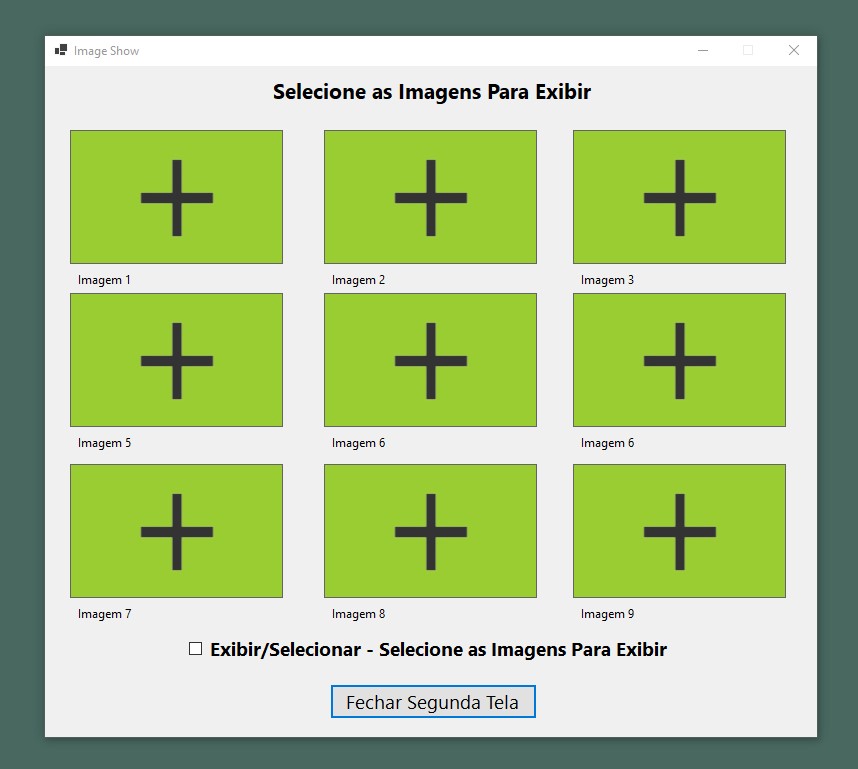 Image Show
Selecione as Imagens Para Exibir
Imagem 1
Imagem 2
Imagem 3
Imagem 5
Imagem 6
Imagem 6
Imagem 7
Imagem 8
Imagem 9
Exibir/Selecionar - Selecione as Imagens Para Exibir
Fechar Segunda Tela